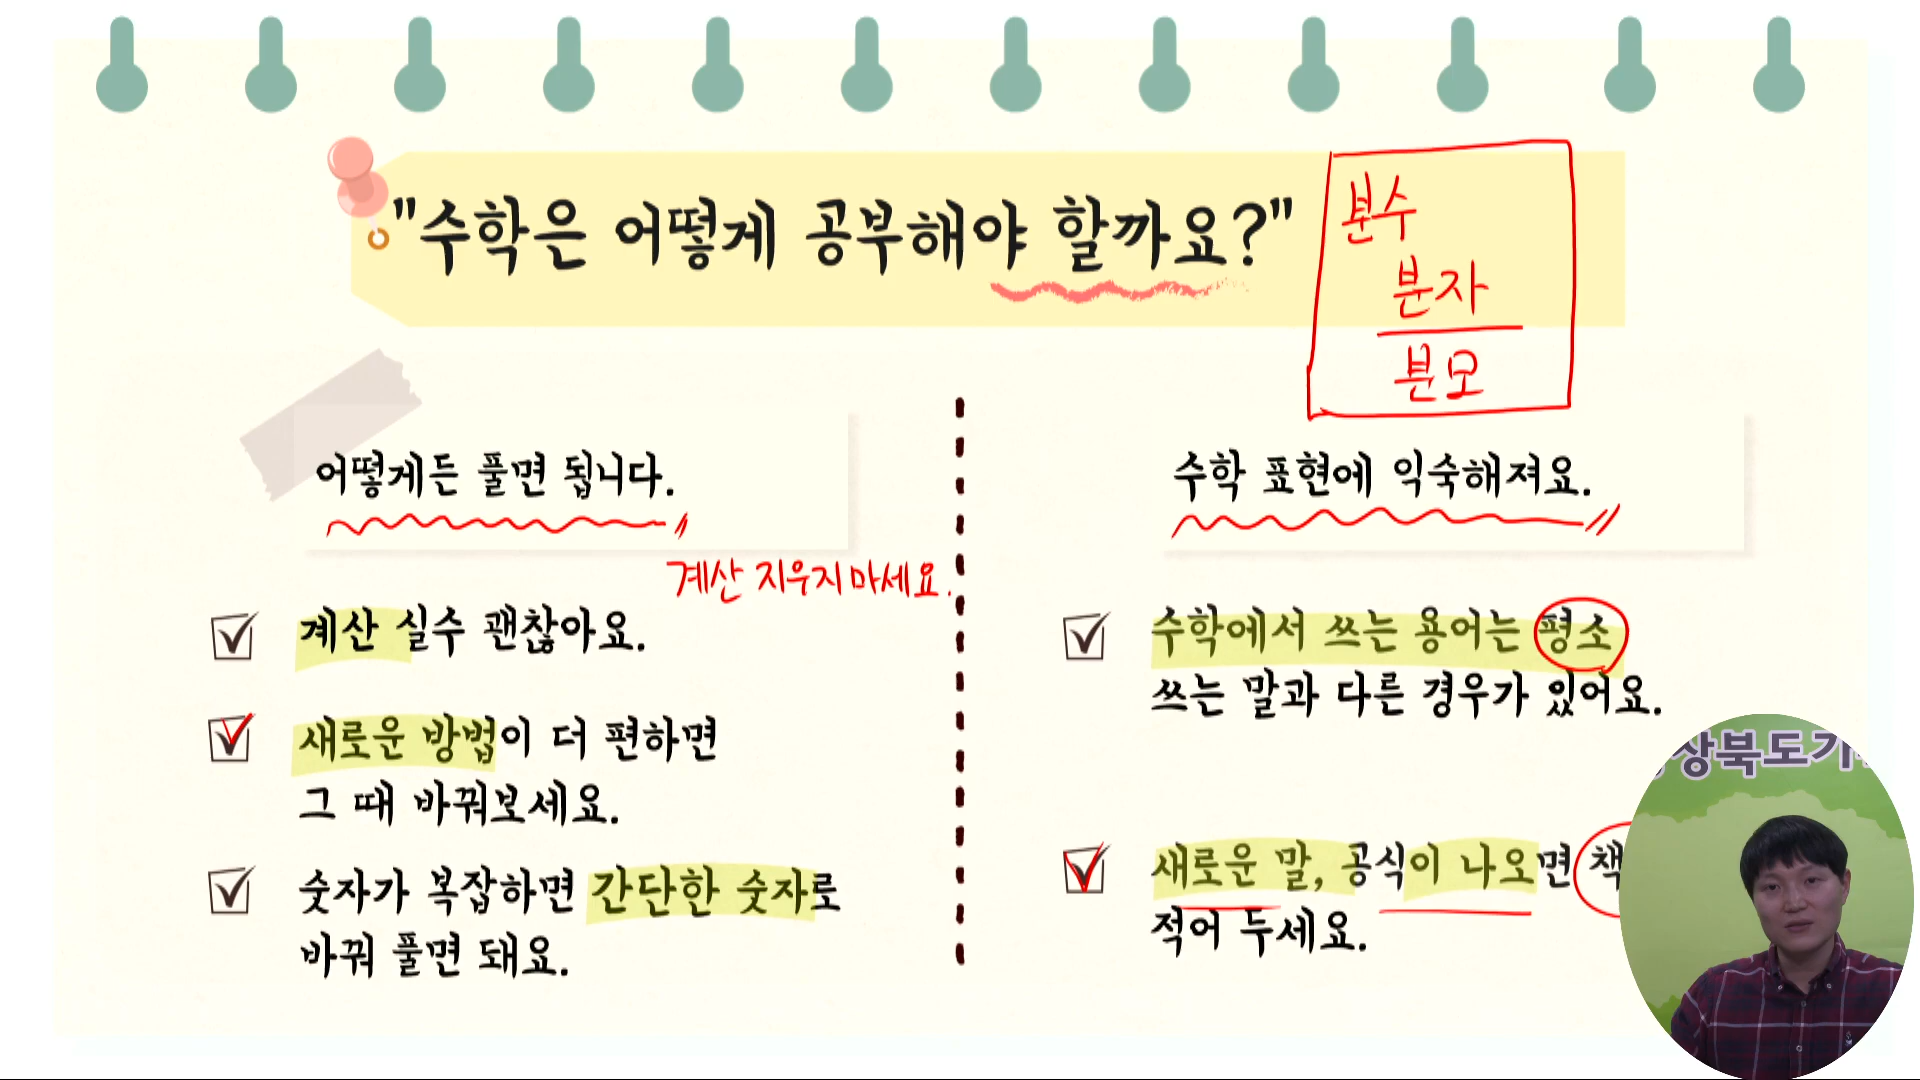 "수학은 어떻게 공부해야 할까요?"
분수
분자
분모
어떻게든 풀면 됩니다.
계산 지우지 마세요.
계산 실수 괜찮아요.
새로운 방법이 더 편하면
그 때 바꿔보세요.
숫자가 복잡하면 간단한 숫자로
바꿔 풀면 돼요.
수학 표현에 익숙해져요.
수학에서 쓰는 용어는 평소
쓰는 말과 다른 경우가 있어요.
새로운 말, 공식이 나오면 책
적어 두세요.
상북도